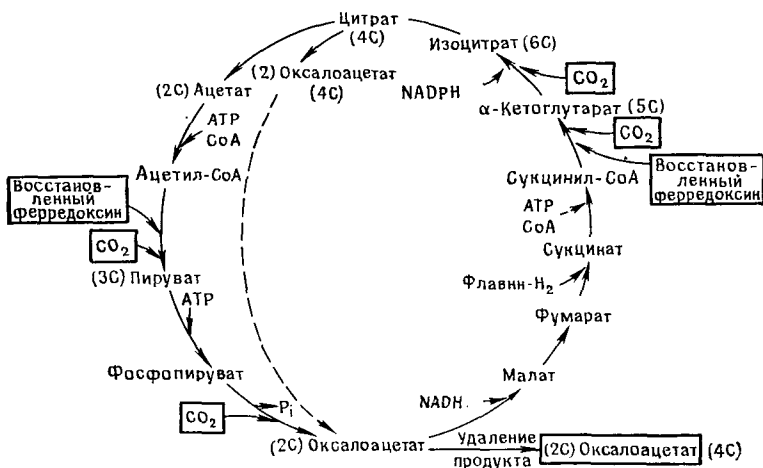 Цитрат
(4C)
Изоцитрат (6C)
(2C) Ацетат
(2) Оксалоацетат
(4C)
NADPH
CO2
α-Кетоглутарат (5C)
CO2
ATP
CoA
Ацетил-CoA
Восстанов-
ленный
ферредоксин
Сукцинил-CoA
Восстанов-
ленный
ферредоксин
ATP
CoA
CO2
Сукцинат
(3C) Пируват
Флавин-H2
ATP
Фумарат
Фосфопируват
Малат
Pi
NADH
CO2
(2C) Оксалоацетат
Удаление
продукта
(2C) Оксалоацетат (4C)